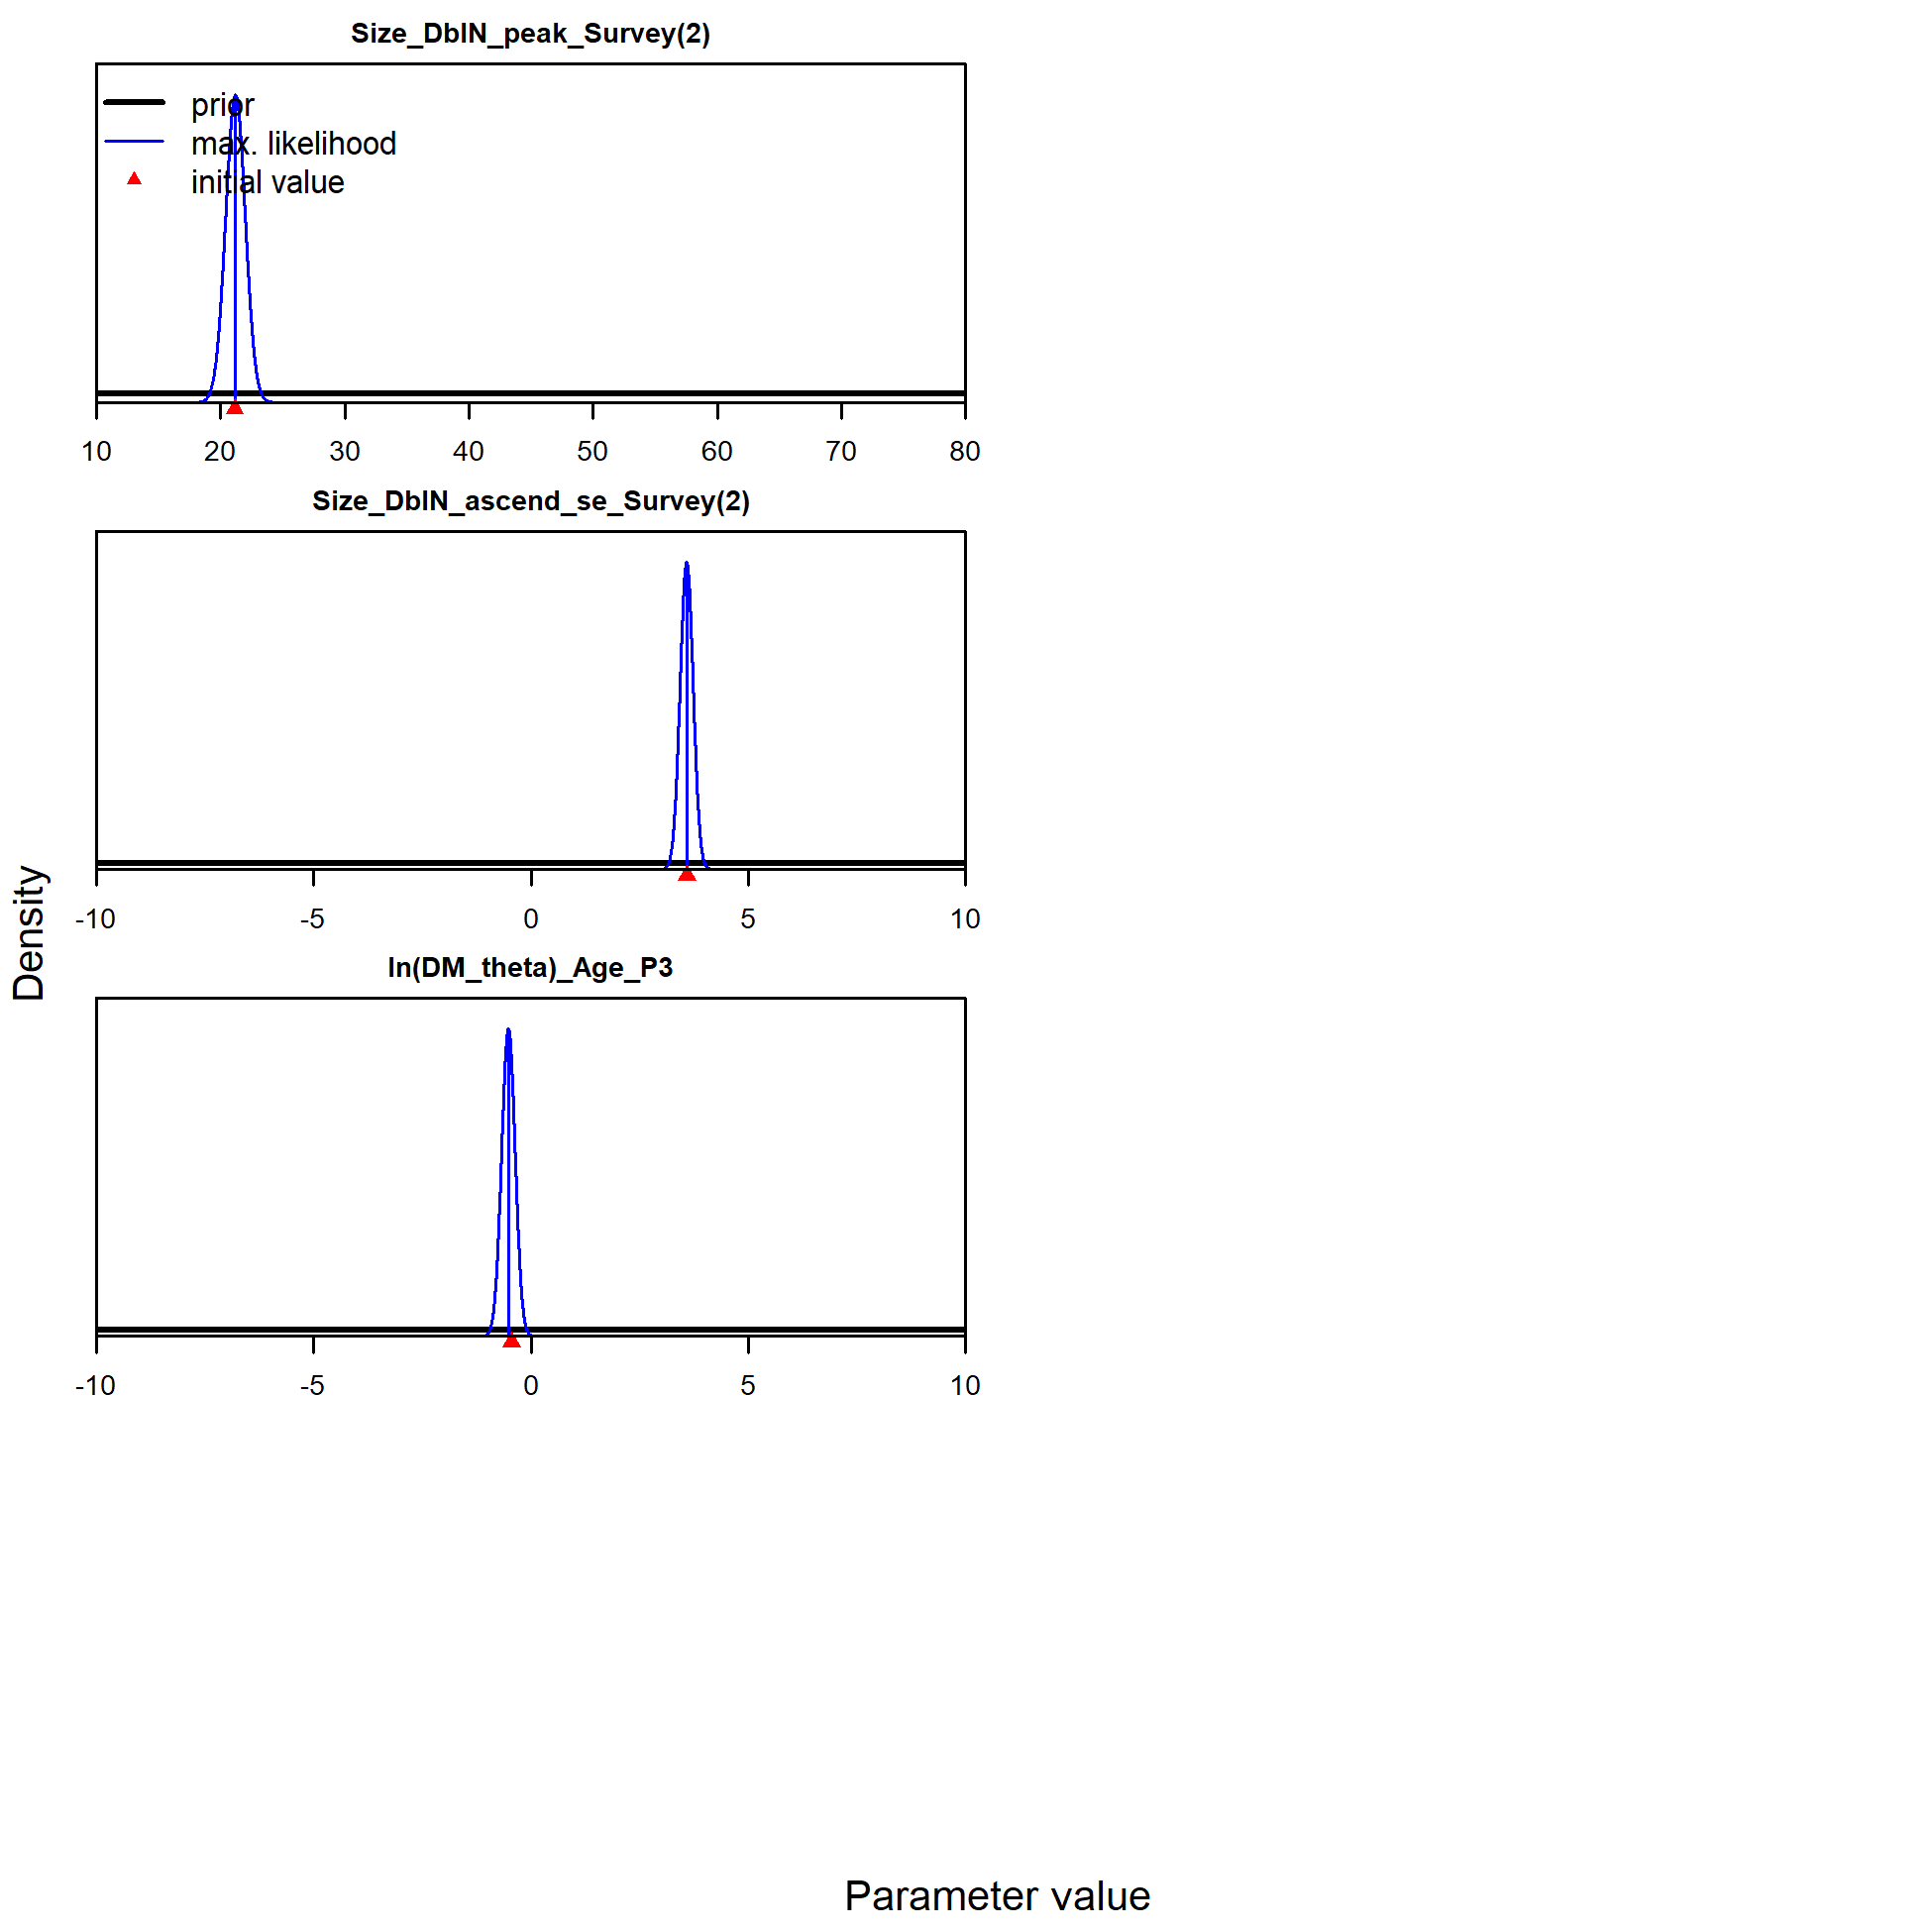 Size_DblN_peak_Survey(2)
prior
max. likelihood
initial value
10 20 30 40 50 60 70 80
Size_DblN_ascend_se_Survey(2)
-10 -5 0 5 10
ln(DM_theta)_Age_P3
-10 -5 0 5 10
Density
Parameter value